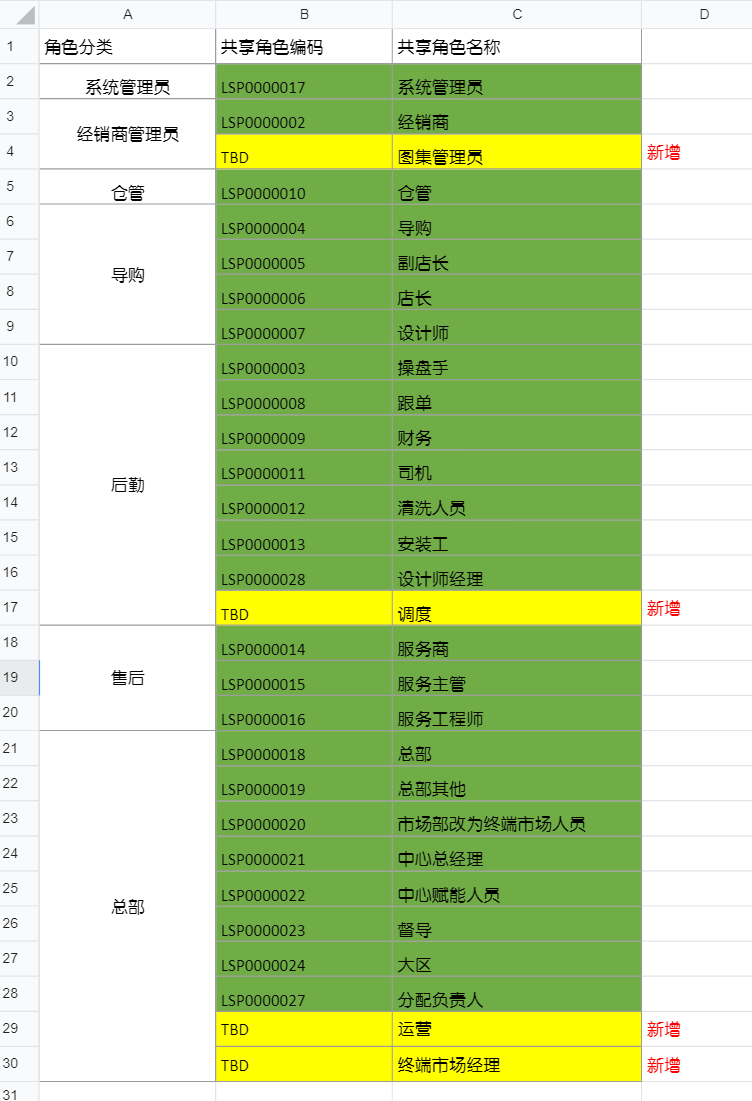 A B C D
1 角色分类 共享角色编码 共享角色名称
2 系统管理员 LSP0000017 系统管理员
3 经销商管理员 LSP0000002 经销商
4 TBD 图集管理员 新增
5 仓管 LSP0000010 仓管
6 导购 LSP0000004 导购
7 LSP0000005 副店长
8 LSP0000006 店长
9 LSP0000007 设计师
10 后勤 LSP0000003 操盘手
11 LSP0000008 跟单
12 LSP0000009 财务
13 LSP0000011 司机
14 LSP0000012 清洗人员
15 LSP0000013 安装工
16 LSP0000028 设计师经理
17 TBD 调度 新增
18 售后 LSP0000014 服务商
19 LSP0000015 服务主管
20 LSP0000016 服务工程师
21 总部 LSP0000018 总部
22 LSP0000019 总部其他
23 LSP0000020 市场部改为终端市场人员
24 LSP0000021 中心总经理
25 LSP0000022 中心赋能人员
26 LSP0000023 督导
27 LSP0000024 大区
28 LSP0000027 分配负责人
29 TBD 运营 新增
30 TBD 终端市场经理 新增
31